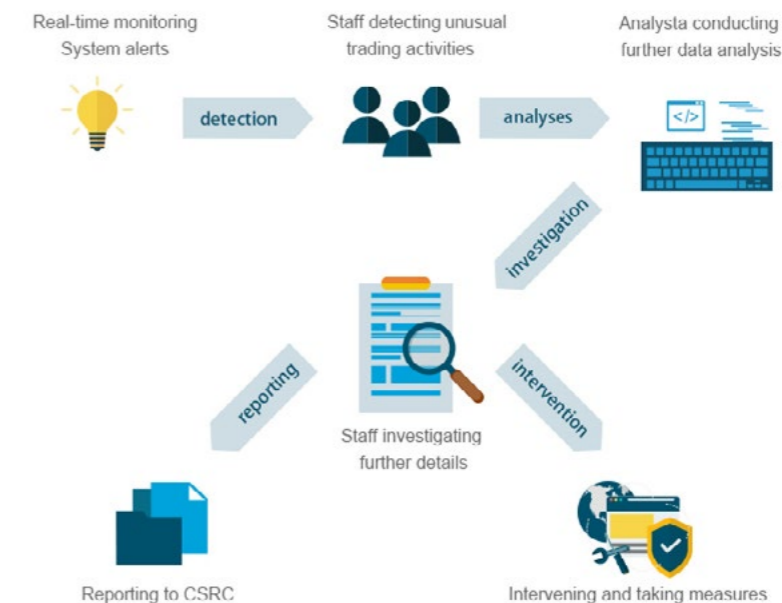 Real-time monitoring
System alerts
Staff detecting unusual
trading activities
Analysta conducting
further data analysis
detection
analyses
</>
investigation
Staff investigating
further details
reporting
intervention
Reporting to CSRC
Intervening and taking measures